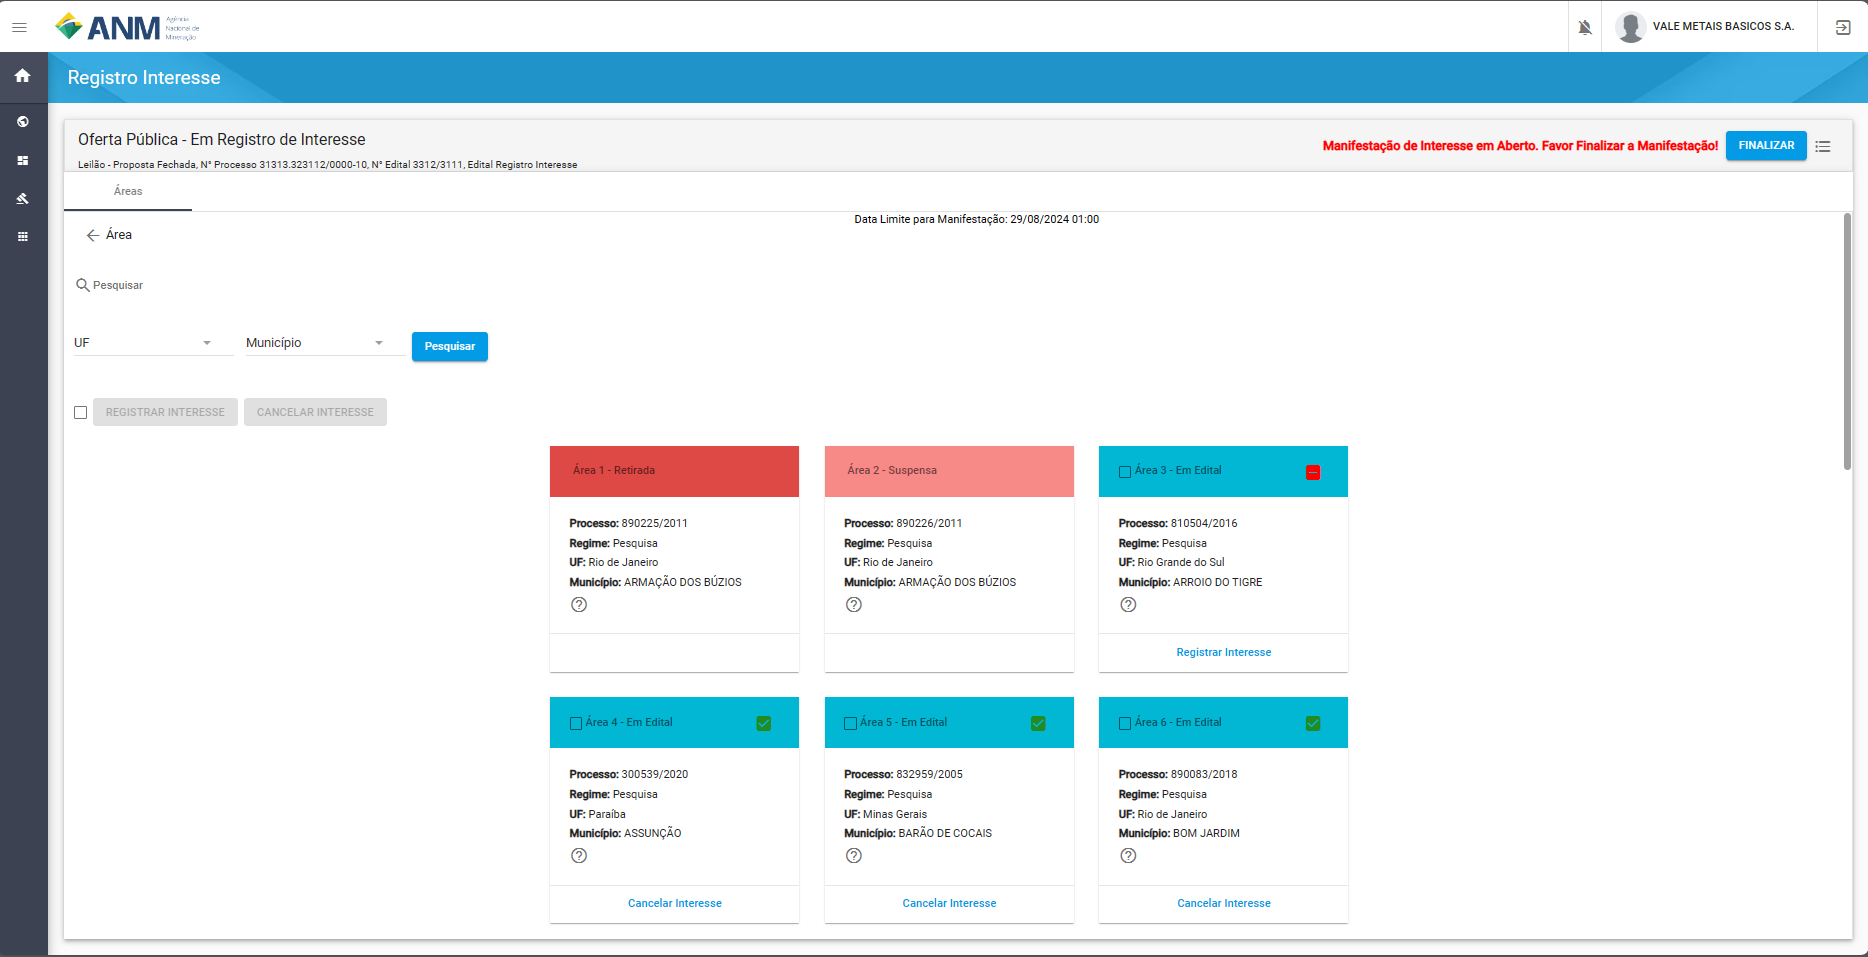 ANM
Agência
Nacional de
Mineração
VALE METAIS BASICOS S.A.
Registro Interesse
Oferta Pública - Em Registro de Interesse
Leilão - Proposta Fechada, N° Processo 31313.323112/0000-10, N° Edital 3312/3111, Edital Registro Interesse
Manifestação de Interesse em Aberto. Favor Finalizar a Manifestação!
FINALIZAR
Áreas
Data Limite para Manifestação: 29/08/2024 01:00
Área
Pesquisar
UF
Município
Pesquisar
REGISTRAR INTERESSE
CANCELAR INTERESSE
Área 1 - Retirada
Processo: 890225/2011
Regime: Pesquisa
UF: Rio de Janeiro
Município: ARMAÇÃO DOS BÚZIOS
Área 2 - Suspensa
Processo: 890226/2011
Regime: Pesquisa
UF: Rio de Janeiro
Município: ARMAÇÃO DOS BÚZIOS
Área 3 - Em Edital
Processo: 810504/2016
Regime: Pesquisa
UF: Rio Grande do Sul
Município: ARROIO DO TIGRE
Registrar Interesse
Área 4 - Em Edital
Processo: 300539/2020
Regime: Pesquisa
UF: Paraíba
Município: ASSUNÇÃO
Cancelar Interesse
Área 5 - Em Edital
Processo: 832959/2005
Regime: Pesquisa
UF: Minas Gerais
Município: BARÃO DE COCAIS
Cancelar Interesse
Área 6 - Em Edital
Processo: 890083/2018
Regime: Pesquisa
UF: Rio de Janeiro
Município: BOM JARDIM
Cancelar Interesse